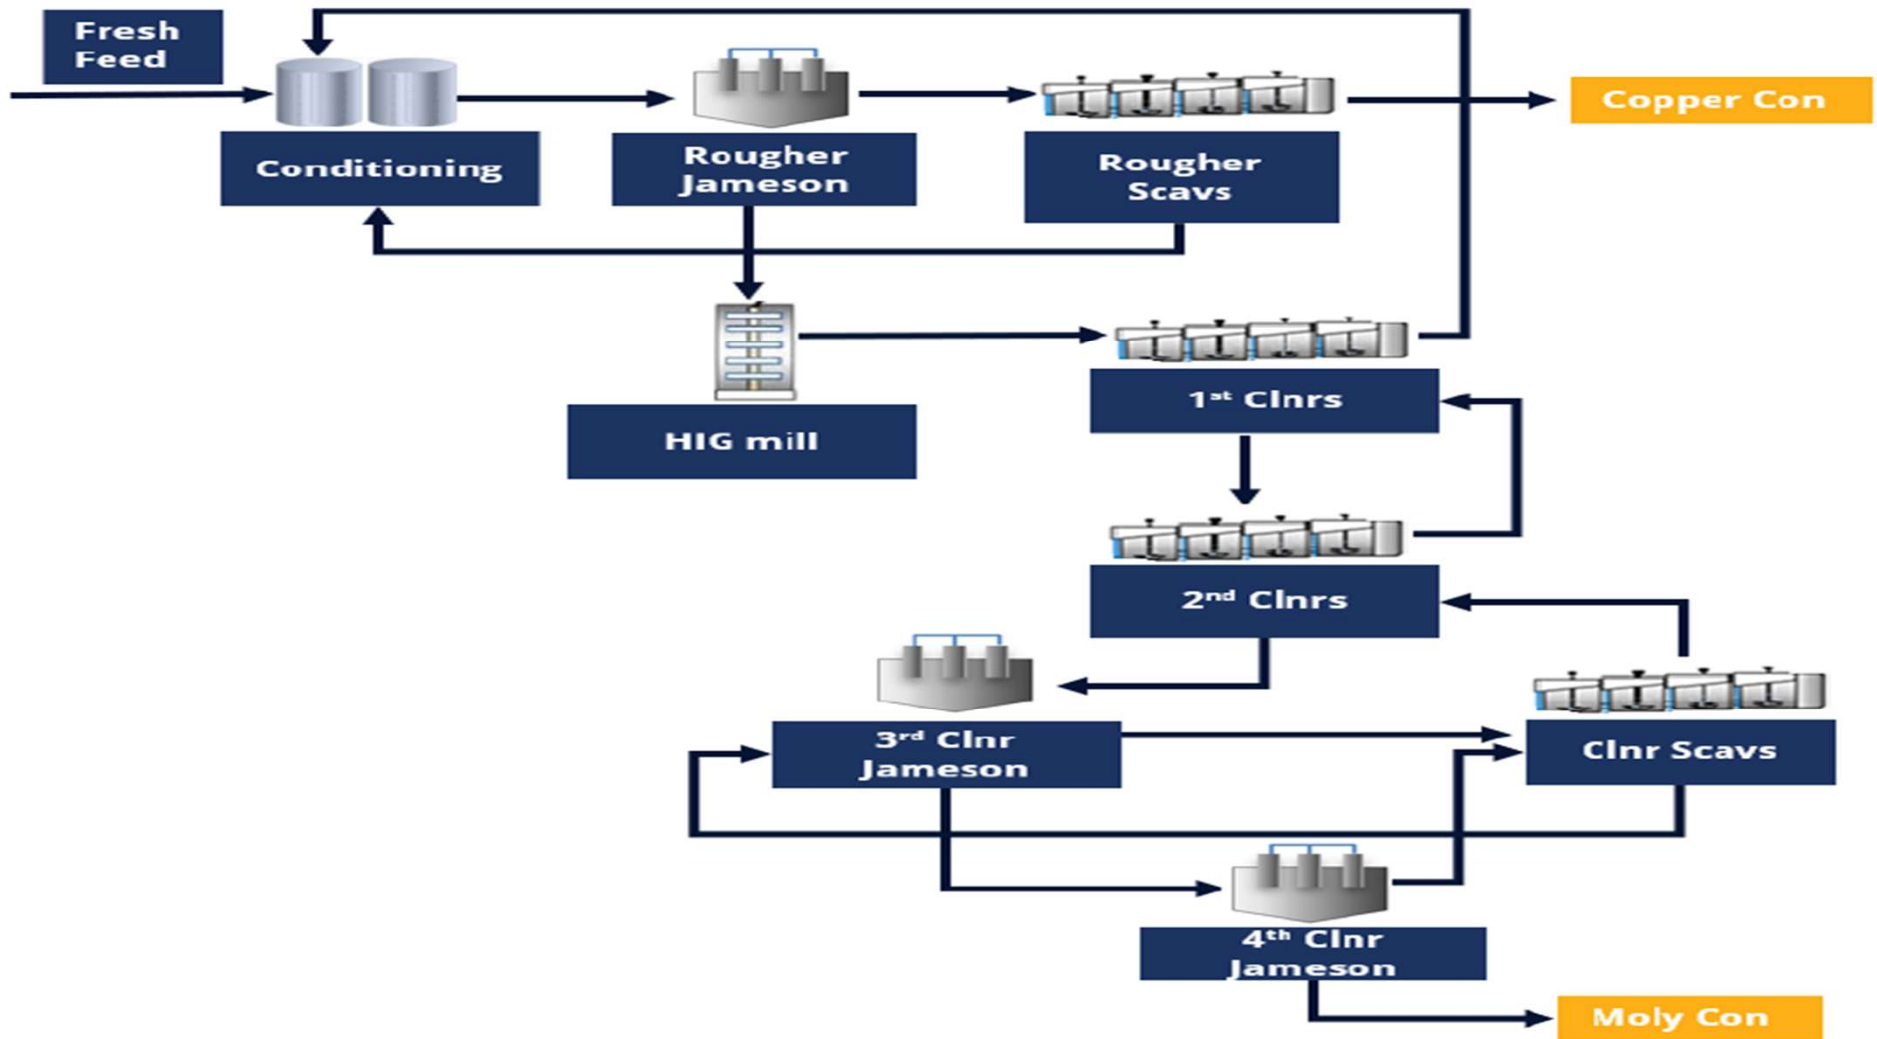 Fresh
Feed
Copper Con
Conditioning
Rougher
Jameson
Rougher
Scavs
HIG mill
1st Clnrs
2nd Clnrs
3rd Clnr
Jameson
Clnr Scavs
4th Clnr
Jameson
Moly Con